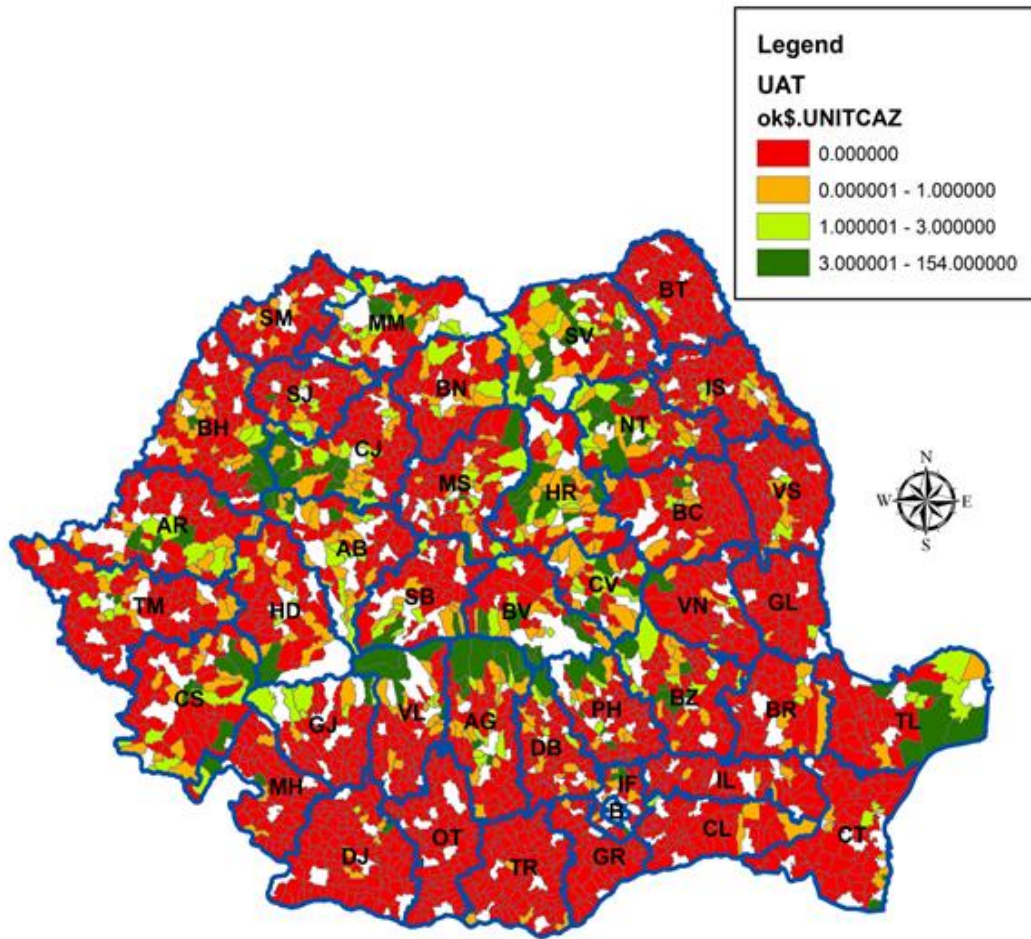 Legend
UAT
ok$.UNITCAZ
0.000000
0.000001 - 1.000000
1.000001 - 3.000000
3.000001 - 154.000000
BT
SM
MM
SV
SJ
BN
IS
BH
CJ
NT
MS
HR
VS
BC
AR
AB
TM
HD
SB
BV
CV
VN
GL
CS
GJ
VL
AG
DB
PH
BZ
BR
TL
MH
IF
IL
B
CL
CT
DJ
OT
TR
GR
N
W
E
S